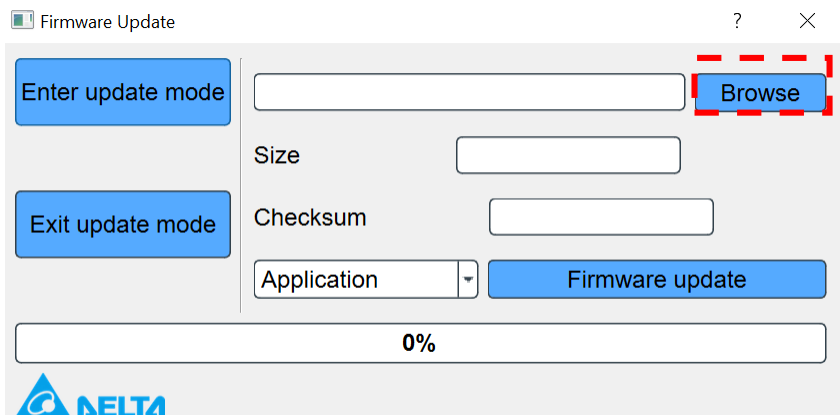 Firmware Update
?
Enter update mode
Browse
Size
Exit update mode
Checksum
Application
Firmware update
0%